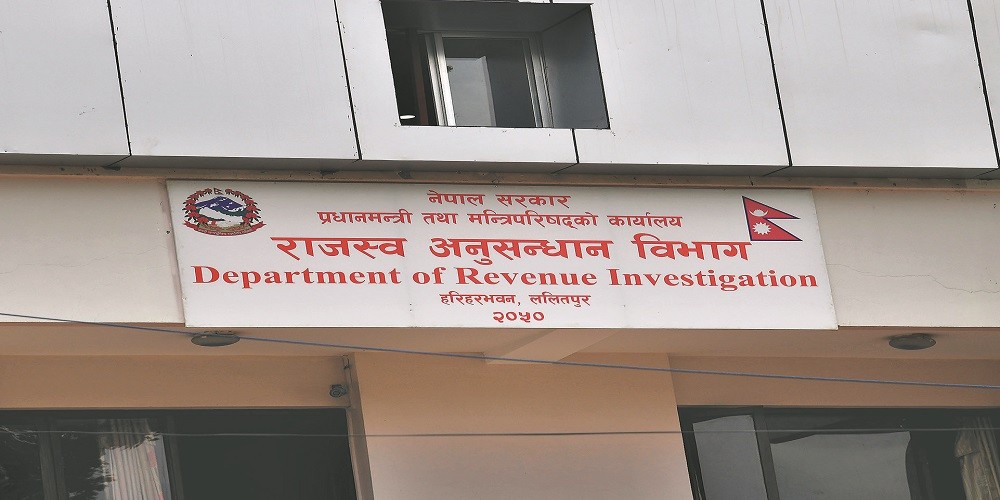 नेपाल सरकार
प्रधानमन्त्री तथा मन्त्रिपरिषद्को कार्यालय
राजस्व अनुसन्धान विभाग
Department of Revenue Investigation
हरिहरभवन, ललितपुर
२०५०